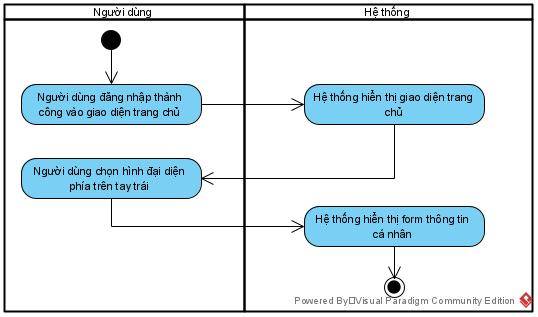 Người dùng
Hệ thống
Người dùng đăng nhập thành
công vào giao diện trang chủ
Hệ thống hiển thị giao diện trang
chủ
Người dùng chọn hình đại diện
phía trên tay trái
Hệ thống hiển thị form thông tin
cá nhân
Powered By Visual Paradigm Community Edition